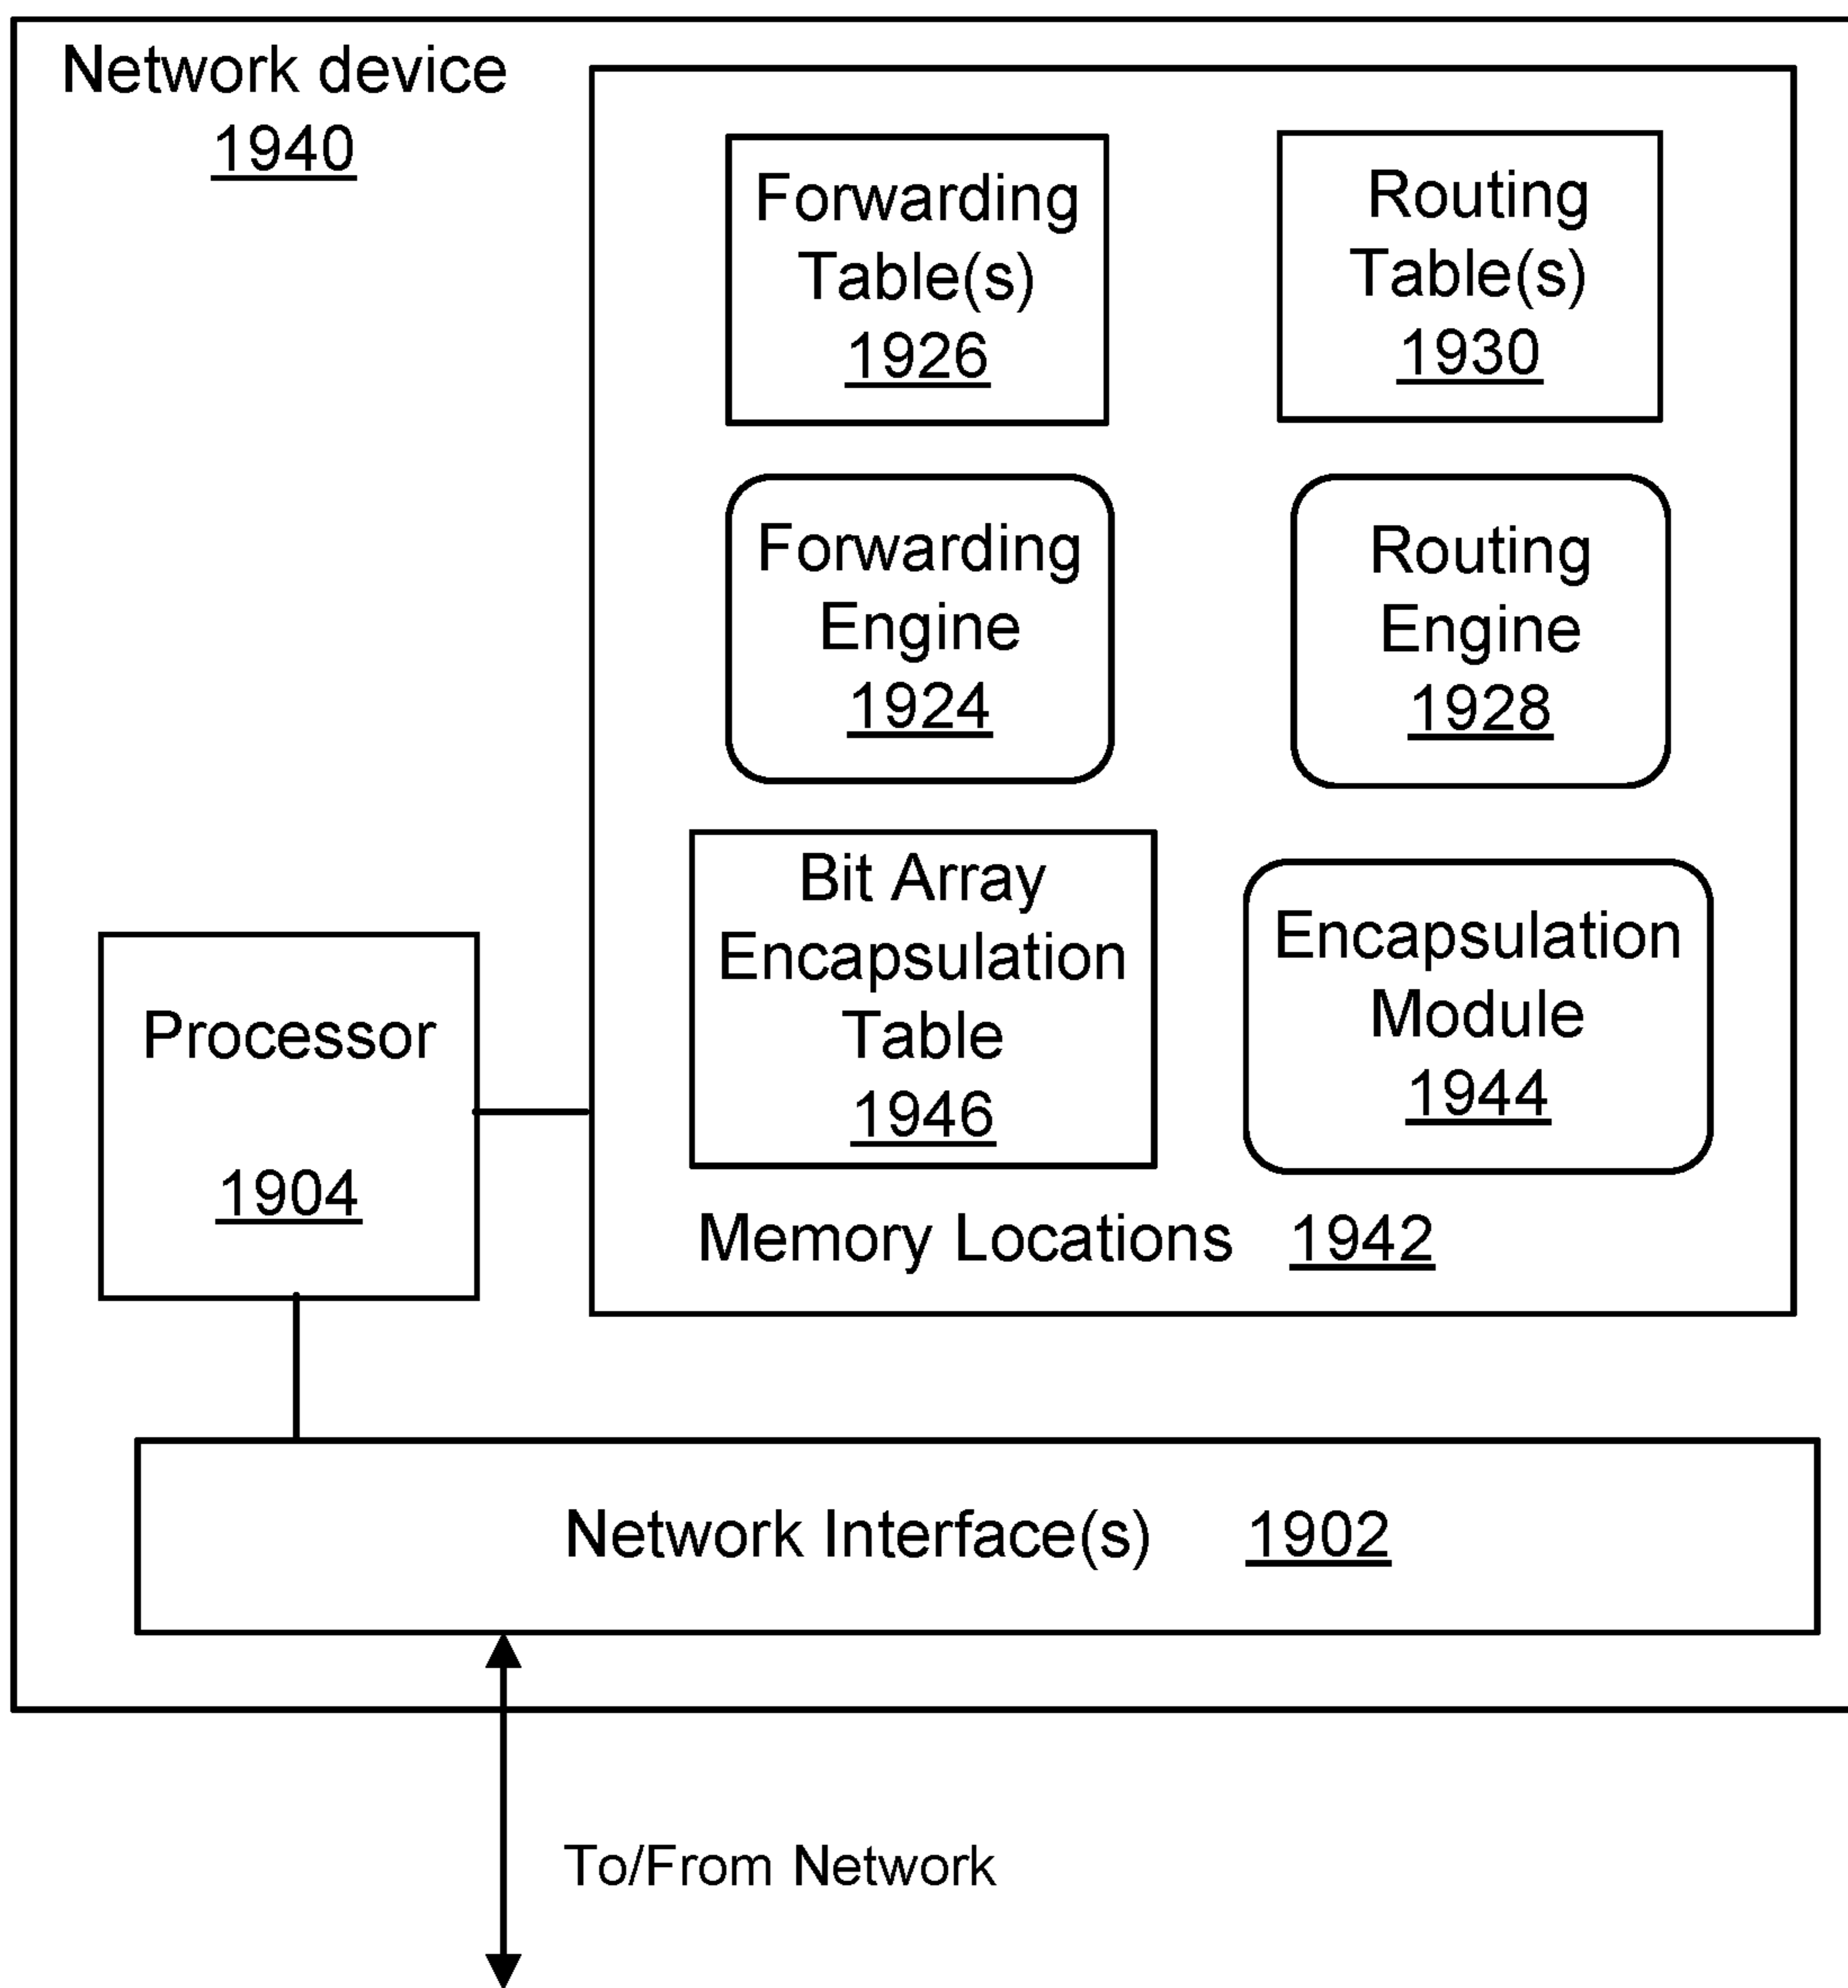 Network device
1940
Forwarding
Table(s)
1926
Routing
Table(s)
1930
Forwarding
Engine
1924
Routing
Engine
1928
Bit Array
Encapsulation
Table
1946
Encapsulation
Module
1944
Processor
1904
Memory Locations 1942
Network Interface(s) 1902
To/From Network